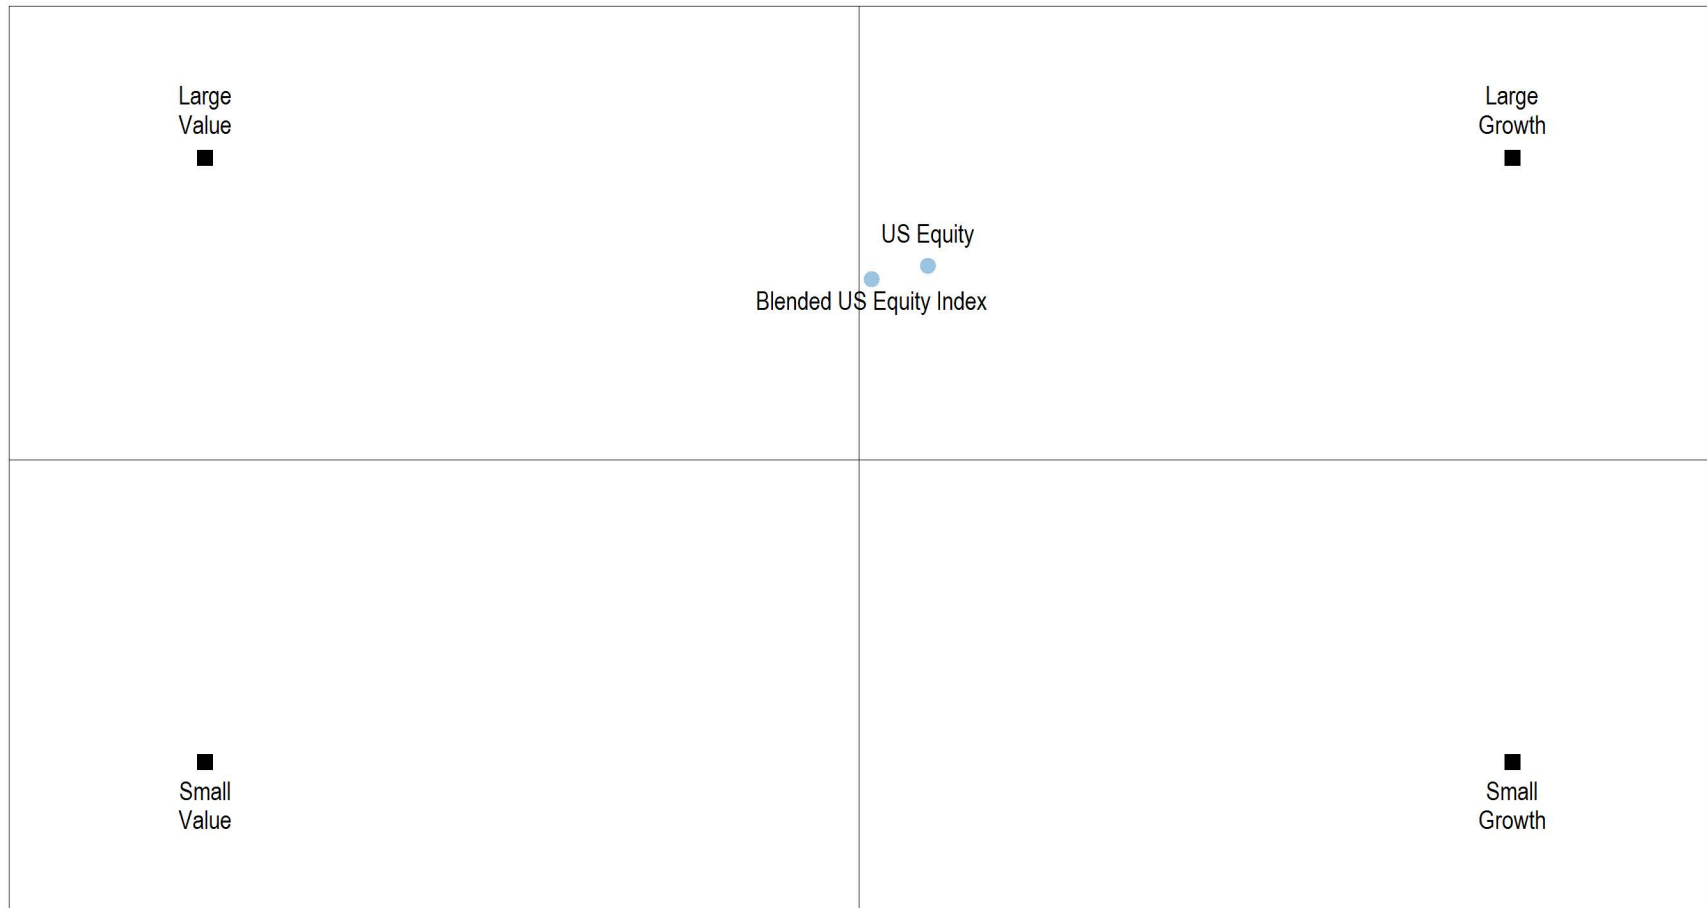 Large
Value
Large
Growth
US Equity
Blended US Equity Index
Small
Value
Small
Growth